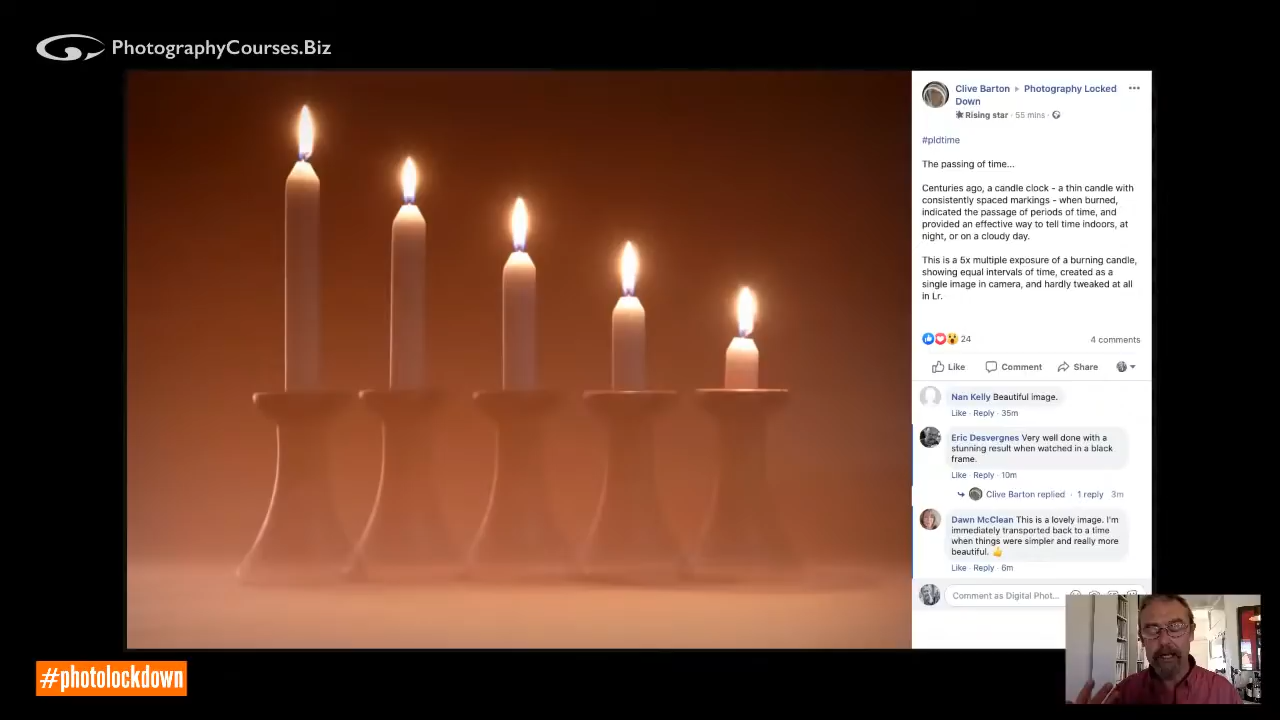 PhotographyCourses.Biz
Clive Barton ▸ Photography Locked
Down
Rising star · 55 mins ·
#pldtime
The passing of time...
Centuries ago, a candle clock - a thin candle with
consistently spaced markings - when burned,
indicated the passage of periods of time, and
provided an effective way to tell time indoors, at
night, or on a cloudy day.
This is a 5x multiple exposure of a burning candle,
showing equal intervals of time, created as a
single image in camera, and hardly tweaked at all
in Lr.
24 4 comments
Like Comment Share
Nan Kelly Beautiful image.
Like · Reply · 35m
Eric Desvergnes Very well done with a
stunning result when watched in a black
frame.
Like · Reply · 10m
Clive Barton replied · 1 reply 3m
Dawn McClean This is a lovely image. I'm
immediately transported back to a time
when things were simpler and really more
beautiful.
Like · Reply · 6m
Comment as Digital Phot...
#photolockdown